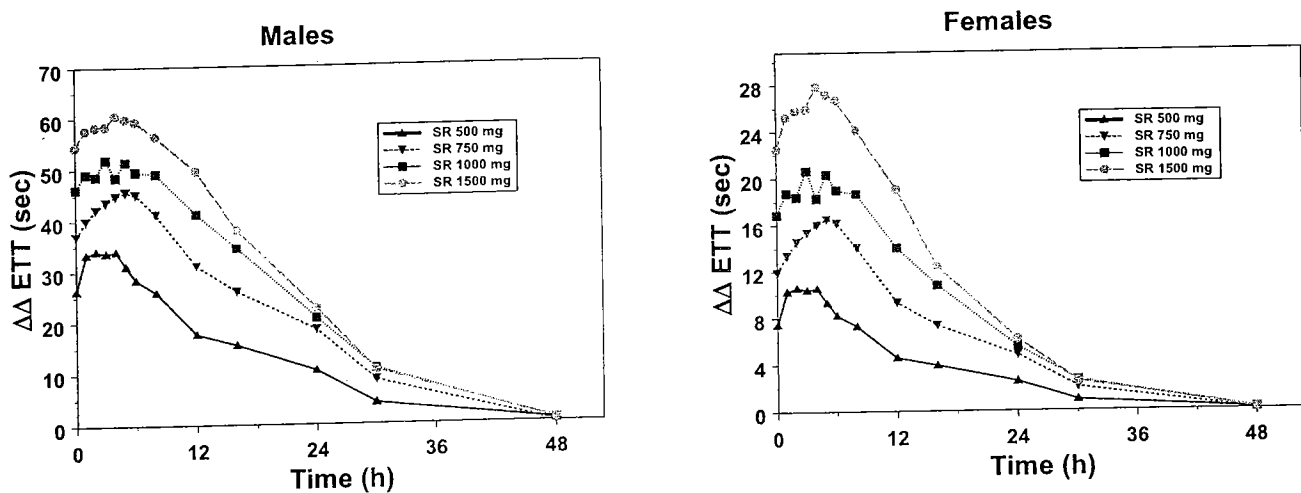 Males
ΔΔ ETT (sec)
70
60
50
40
30
20
10
0
SR 500 mg
SR 750 mg
SR 1000 mg
SR 1500 mg
0 12 24 36 48
Time (h)
Females
ΔΔ ETT (sec)
28
24
20
16
12
8
4
0
SR 500 mg
SR 750 mg
SR 1000 mg
SR 1500 mg
0 12 24 36 48
Time (h)